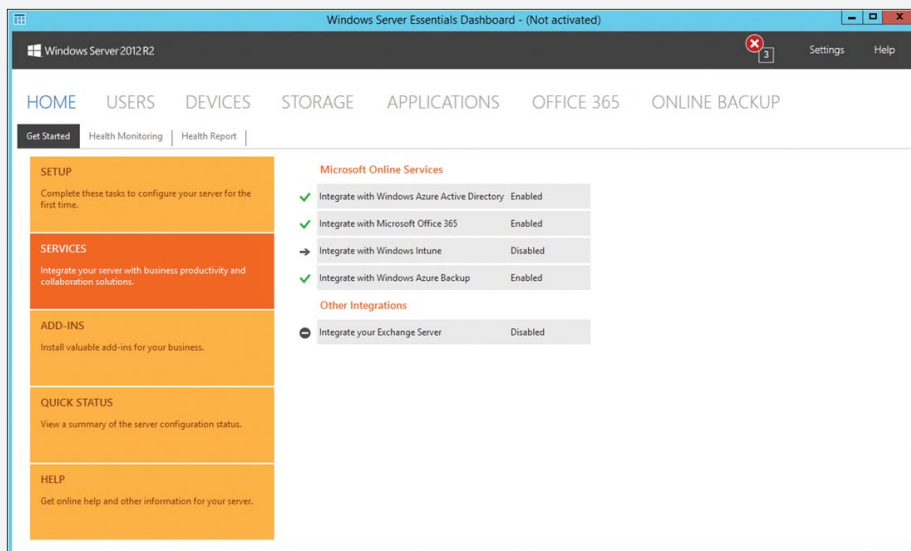 Windows Server Essentials Dashboard - (Not activated)
Windows Server 2012 R2
3
Settings
Help
HOME
USERS
DEVICES
STORAGE
APPLICATIONS
OFFICE 365
ONLINE BACKUP
Get Started
Health Monitoring
Health Report
SETUP
Complete these tasks to configure your server for the
first time.
SERVICES
Integrate your server with business productivity and
collaboration solutions.
ADD-INS
Install valuable add-ins for your business.
QUICK STATUS
View a summary of the server configuration status.
HELP
Get online help and other information for your server.
Microsoft Online Services
Integrate with Windows Azure Active Directory Enabled
Integrate with Microsoft Office 365 Enabled
Integrate with Windows Intune Disabled
Integrate with Windows Azure Backup Enabled
Other Integrations
Integrate your Exchange Server Disabled